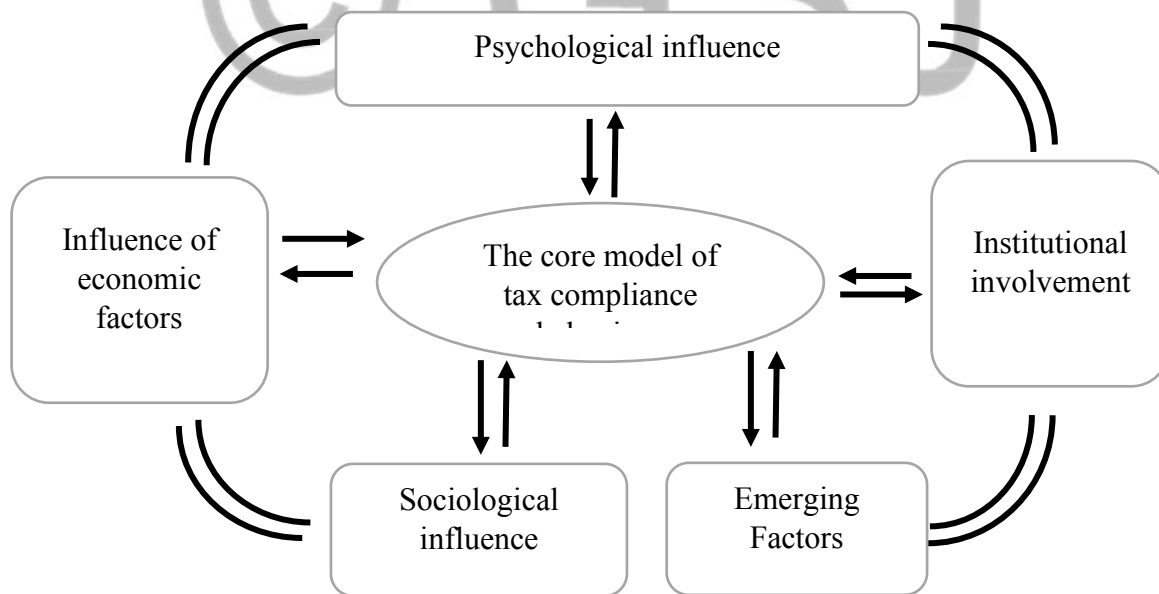 Psychological influence
Influence of
economic
factors
The core model of
tax compliance
Institutional
involvement
Sociological
influence
Emerging
Factors